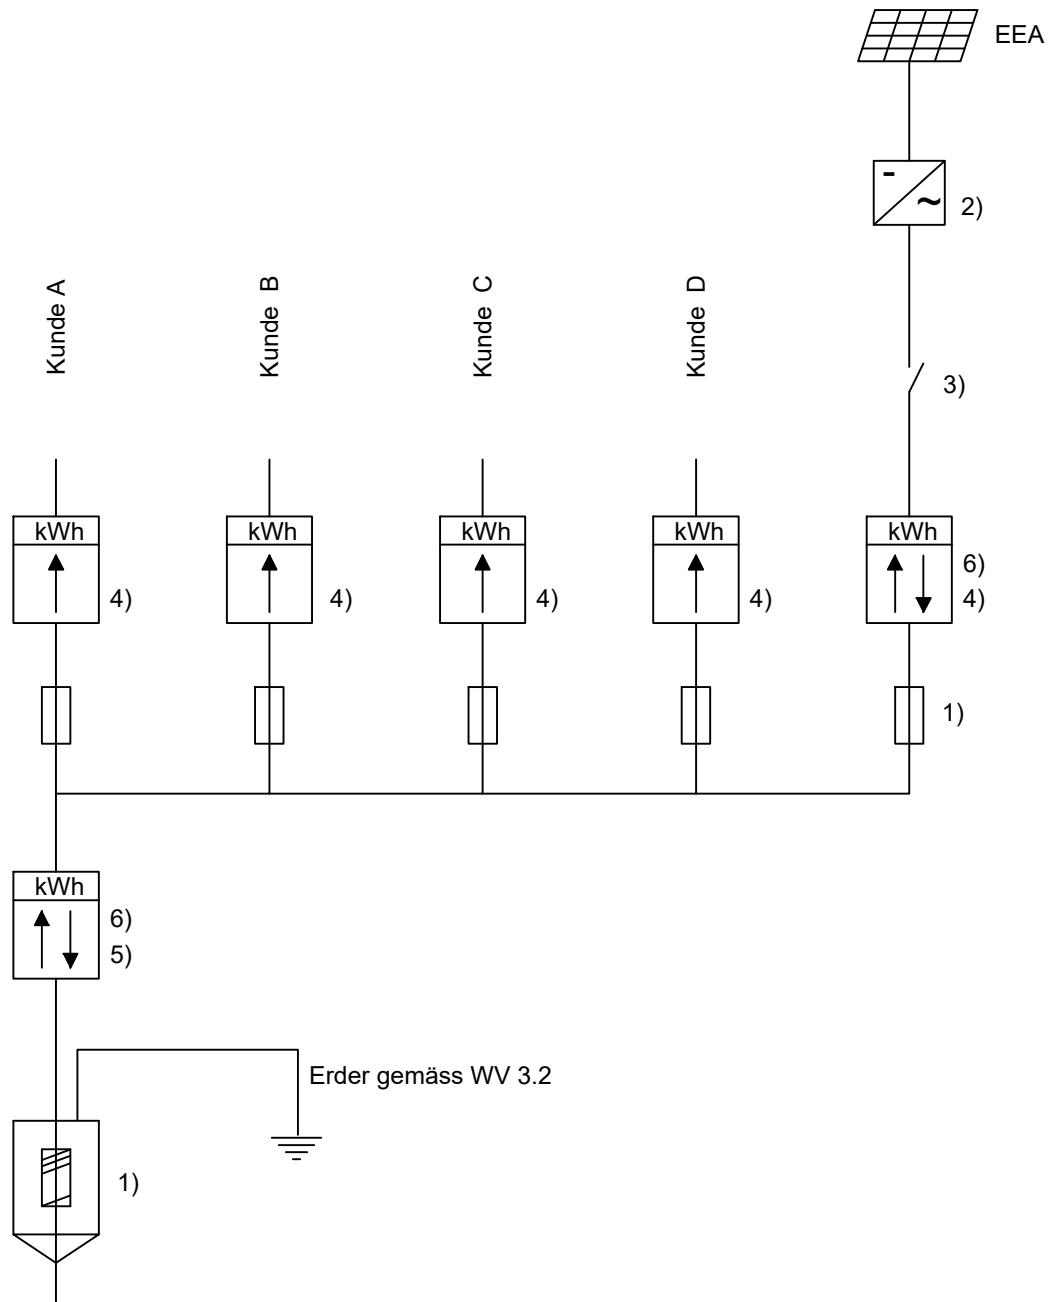 EEA
-
~
2)
Kunde A
Kunde B
Kunde C
Kunde D
3)
kWh
kWh
kWh
kWh
kWh
4)
4)
4)
4)
6)
4)
1)
kWh
6)
5)
Erder gemäss WV 3.2
1)